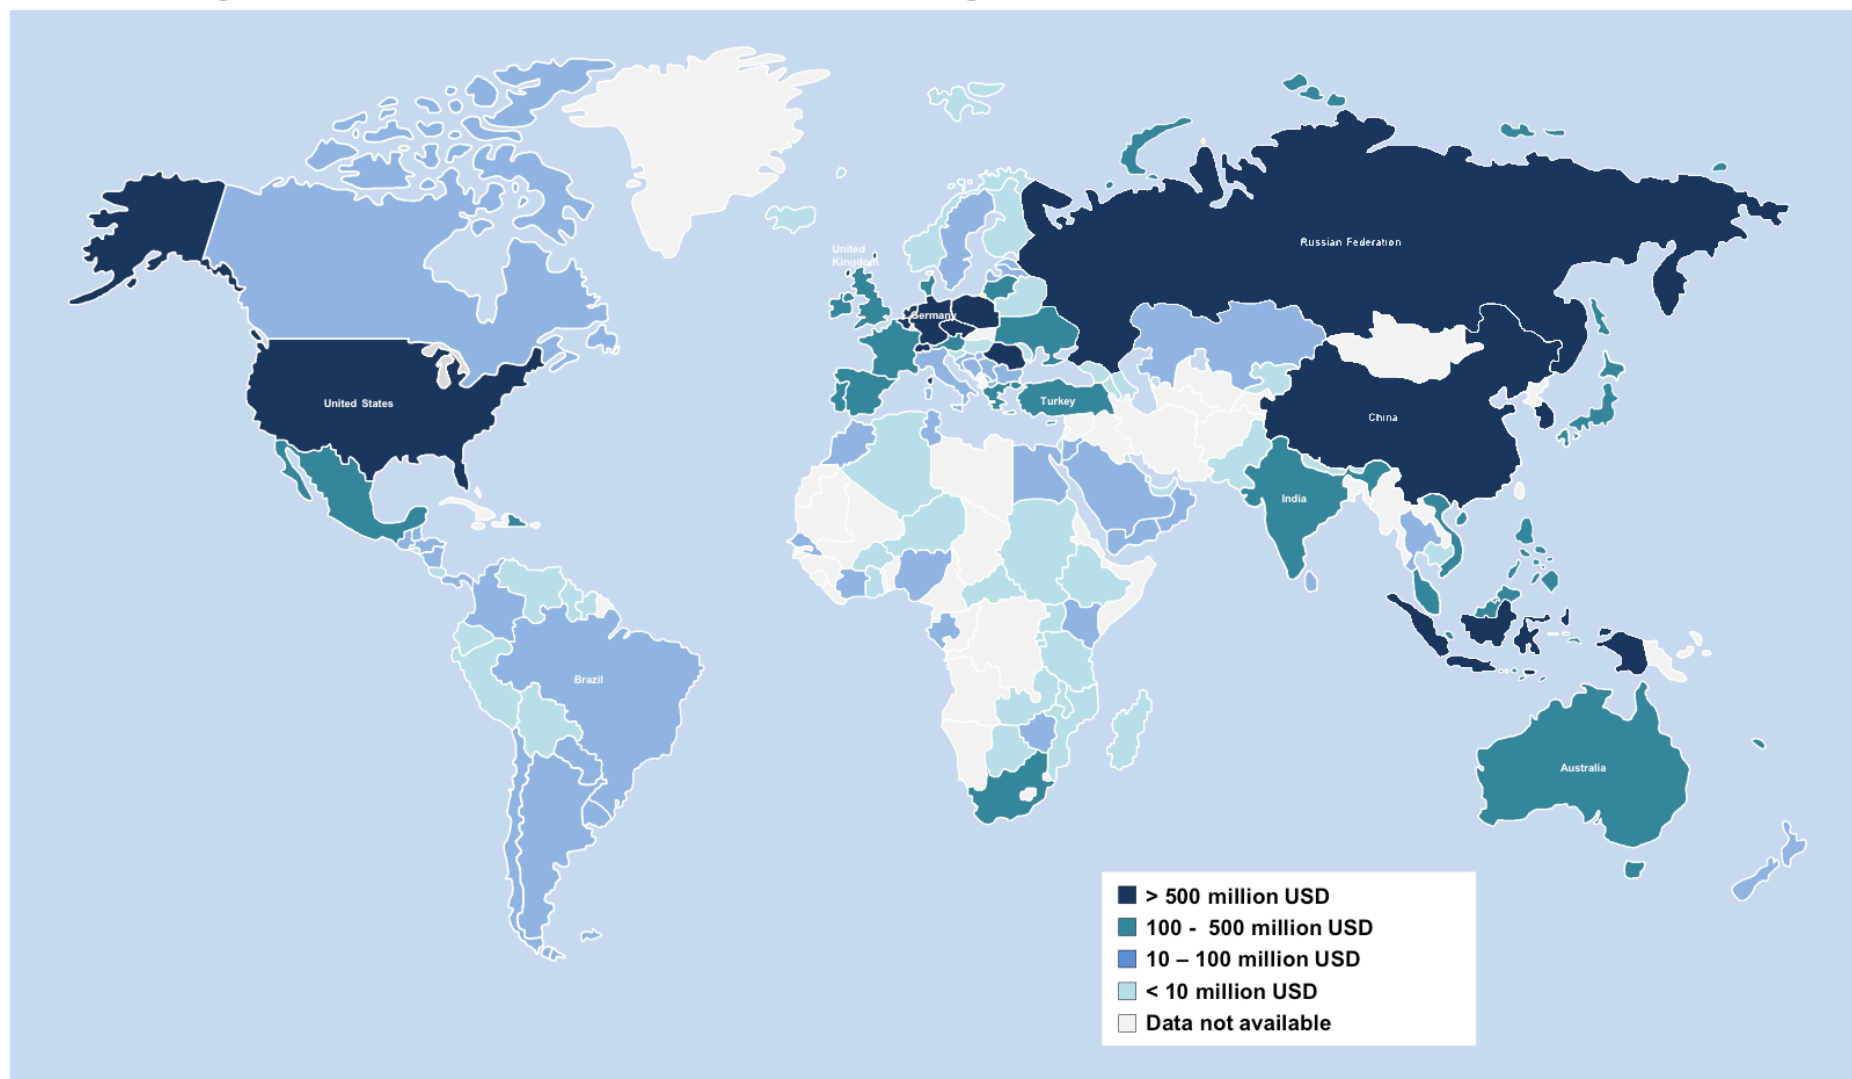 United
Kingdom
Russian Federation
Germany
United States
Turkey
China
India
Brazil
Australia
> 500 million USD
100 - 500 million USD
10 – 100 million USD
< 10 million USD
Data not available